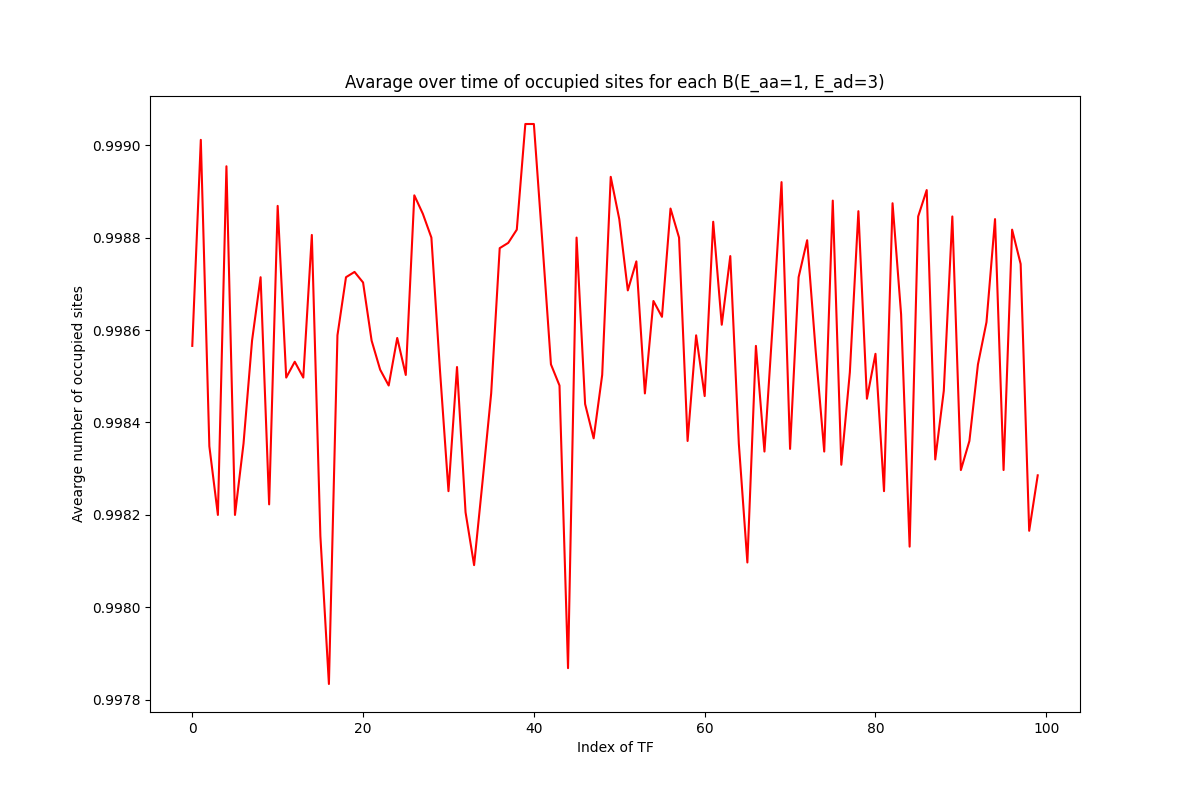 Avarage over time of occupied sites for each B(E_aa=1, E_ad=3)
0.9990
0.9988
0.9986
0.9984
0.9982
0.9980
0.9978
Avearge number of occupied sites
0 20 40 60 80 100
Index of TF